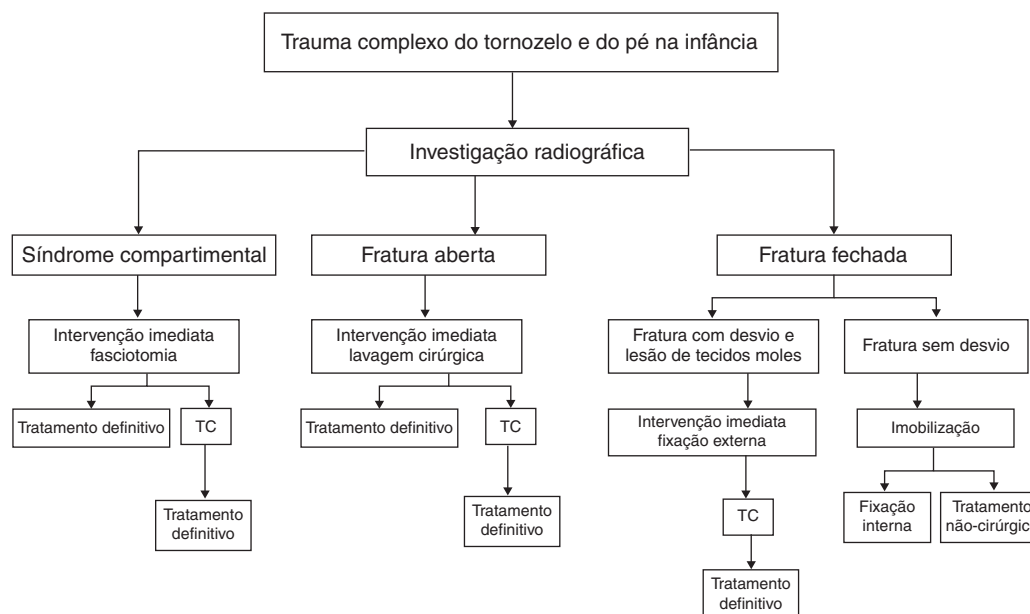 Trauma complexo do tornozelo e do pé na infância
Investigação radiográfica
Síndrome compartimental
Fratura aberta
Fratura fechada
Intervenção imediata
fasciotomia
Intervenção imediata
lavagem cirúrgica
Fratura com desvio e
lesão de tecidos moles
Fratura sem desvio
Tratamento definitivo
TC
Tratamento definitivo
TC
Intervenção imediata
fixação externa
Imobilização
Tratamento
definitivo
Tratamento
definitivo
TC
Fixação
interna
Tratamento
não-cirúrgic
Tratamento
definitivo